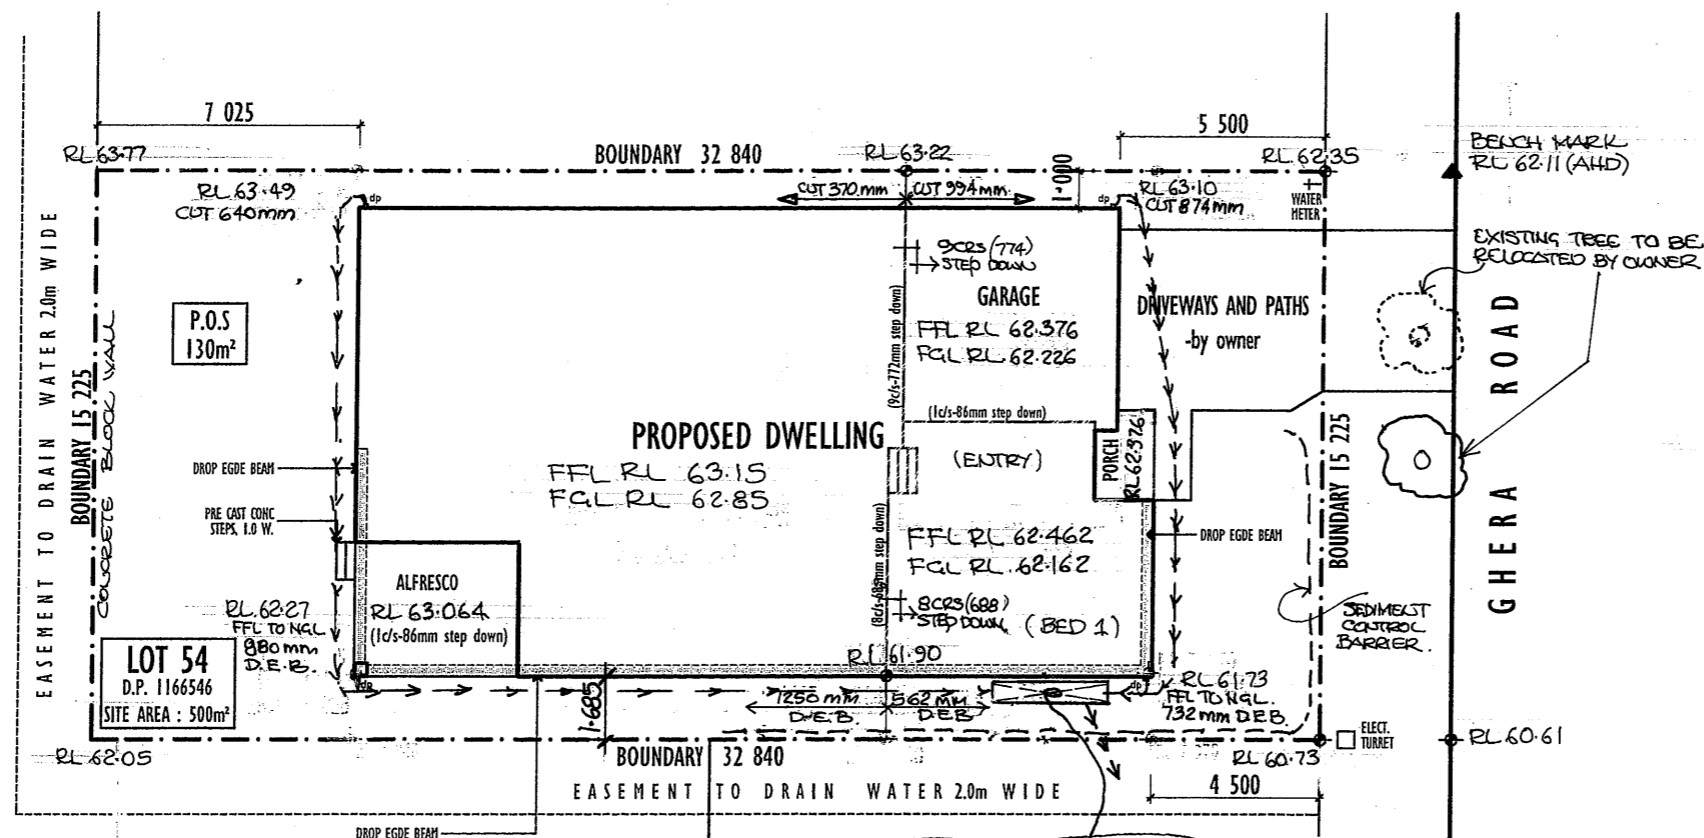 7 025
5 500
RL 63.77
BOUNDARY 32 840
RL 63.22
RL 62.35
BENCH MARK
RL 62.11 (AHD)
RL 63.49
CUT 640mm
dp
CUT 370mm
CUT 994mm
1.000
dp
RL 63.10
CUT 874mm
WATER
METER
EXISTING TREE TO BE
RELOCATED BY OWNER
EASEMENT TO DRAIN WATER 2.0m WIDE
BOUNDARY 15 225
CONCRETE BLOCK WALL
P.O.S
130m²
9CRS (774)
STEP DOWN
GARAGE
FFL RL 62.376
FGL RL 62.226
(9c/s-772mm step down)
(1c/s-86mm step down)
DRIVEWAYS AND PATHS
-by owner
GHERA ROAD
PROPOSED DWELLING
FFL RL 63.15
FGL RL 62.85
(ENTRY)
PORCH
RL 62.376
BOUNDARY 15 225
DROP EGDE BEAM
PRE CAST CONC
STEPS, 1.0 W.
FFL RL 62.462
FGL RL 62.162
DROP EGDE BEAM
ALFRESCO
RL 63.064
(1c/s-86mm step down)
8CRS (688)
STEP DOWN
(BED 1)
SEDIMENT
CONTROL
BARRIER.
RL 62.27
FFL TO NGL
880mm
D.E.B.
LOT 54
D.P. 1166546
SITE AREA : 500m²
RL 61.90
dp
1.685
1250 mm
D.E.B.
562 mm
DEB
dp
RL 61.73
FFL TO NGL.
732mm D.E.B.
ELECT.
TURRET
RL 60.61
RL 62.05
BOUNDARY 32 840
RL 60.73
4 500
EASEMENT TO DRAIN WATER 2.0m WIDE
DROP EGDE BEAM